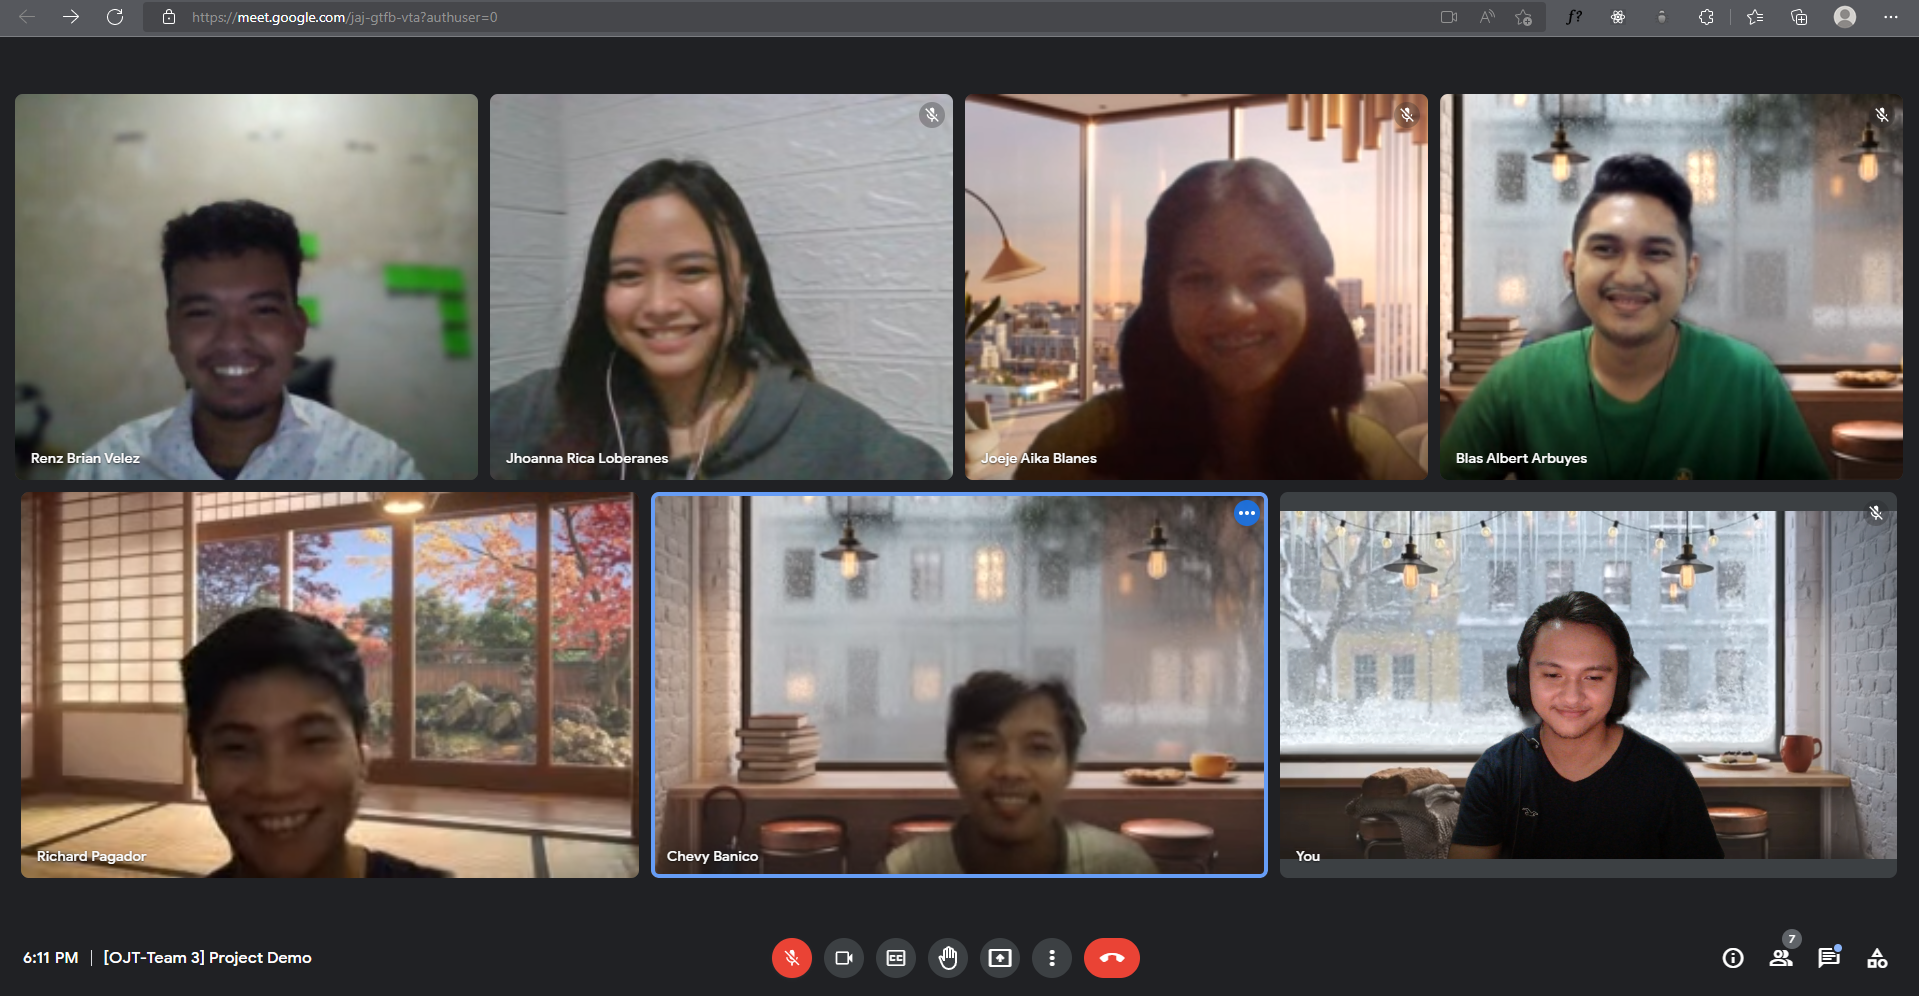 https://meet.google.com/jaj-gtfb-vta?authuser=0
Renz Brian Velez
Jhoanna Rica Loberanes
Joeje Aika Blanes
Blas Albert Arbuyes
Richard Pagador
Chevy Banico
You
6:11 PM | [OJT-Team 3] Project Demo
7